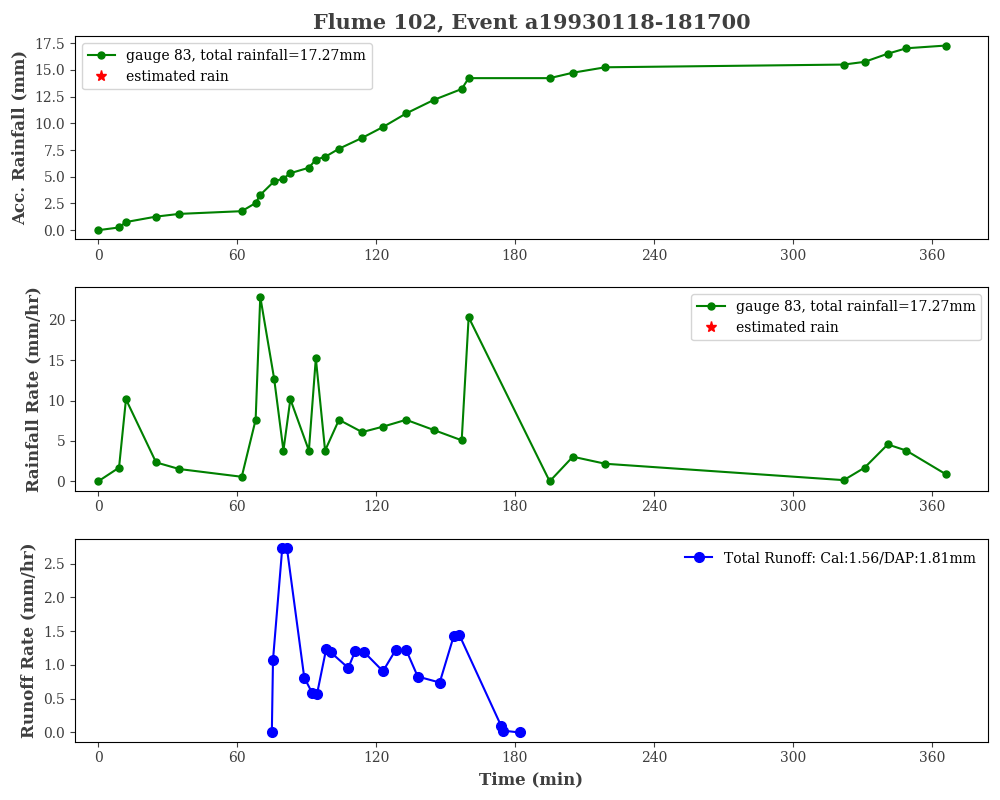 Flume 102, Event a19930118-181700
Acc. Rainfall (mm)
17.5
15.0
12.5
10.0
7.5
5.0
2.5
0.0
gauge 83, total rainfall=17.27mm
estimated rain
0 60 120 180 240 300 360
Rainfall Rate (mm/hr)
20
15
10
5
0
gauge 83, total rainfall=17.27mm
estimated rain
0 60 120 180 240 300 360
Runoff Rate (mm/hr)
2.5
2.0
1.5
1.0
0.5
0.0
Total Runoff: Cal:1.56/DAP:1.81mm
0 60 120 180 240 300 360
Time (min)